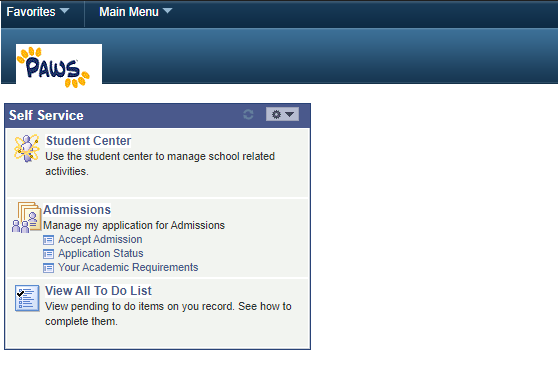 Favorites Main Menu
PAWS
Self Service
Student Center
Use the student center to manage school related
activities.
Admissions
Manage my application for Admissions
Accept Admission
Application Status
Your Academic Requirements
View All To Do List
View pending to do items on you record. See how to
complete them.